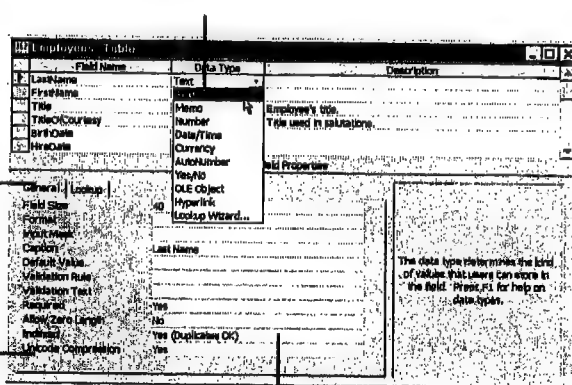 Employees : Table
Field Name Data Type Description
LastName Text
FirstName Text
Title Memo Employee's title.
TitleOfCourtesy Number Title used in salutations.
BirthDate Date/Time
HireDate Currency
AutoNumber
Field Properties
Yes/No
OLE Object
Hyperlink
Lookup Wizard...
General Lookup
Field Size 40
Format
Input Mask
Caption Last Name
Default Value
Validation Rule
Validation Text
Required Yes
Allow Zero Length No
Indexed Yes (Duplicates OK)
Unicode Compression Yes
The data type determines the kind
of values that users can store in
the field. Press F1 for help on
data types.